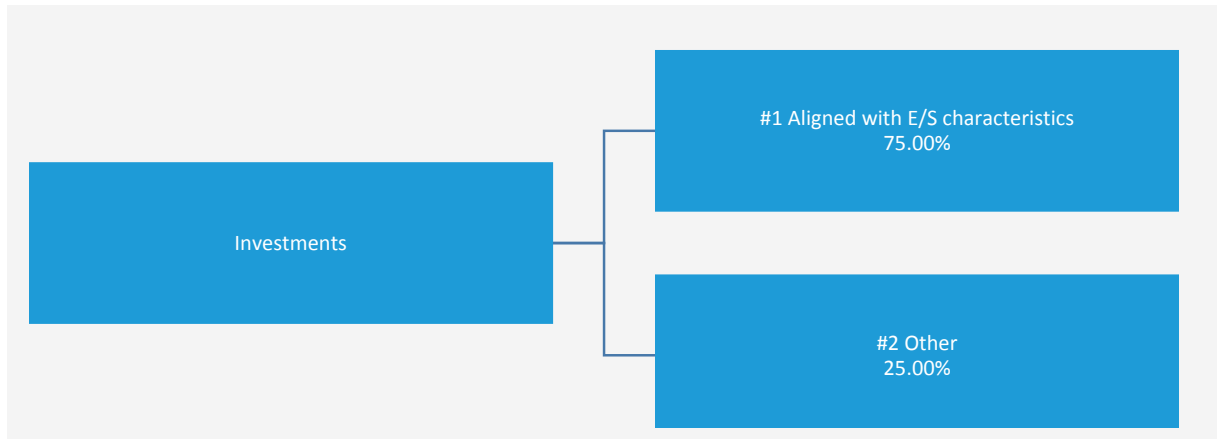 Investments
#1 Aligned with E/S characteristics
75.00%
#2 Other
25.00%